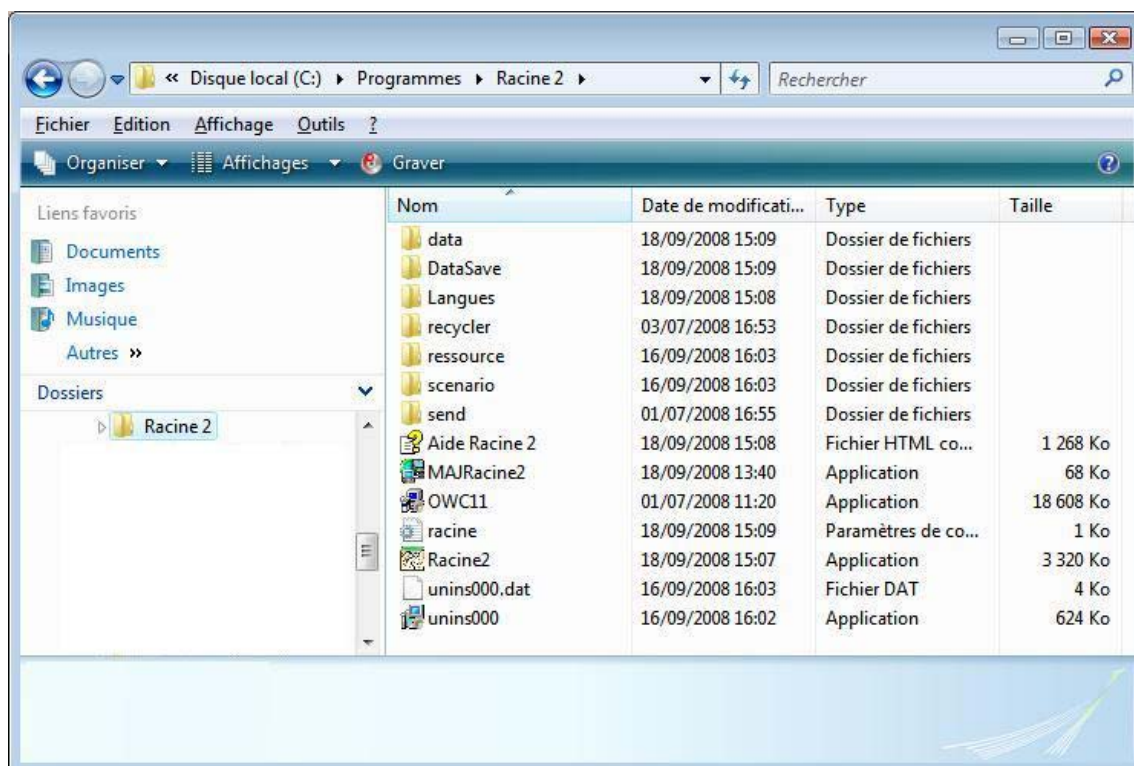 « Disque local (C:) Programmes Racine 2 Rechercher
Fichier Edition Affichage Outils ?
Organiser Affichages Graver ?
Liens favoris
Documents
Images
Musique
Autres »
Dossiers
Racine 2
Nom Date de modificati... Type Taille
data 18/09/2008 15:09 Dossier de fichiers
DataSave 18/09/2008 15:09 Dossier de fichiers
Langues 18/09/2008 15:08 Dossier de fichiers
recycler 03/07/2008 16:53 Dossier de fichiers
ressource 16/09/2008 16:03 Dossier de fichiers
scenario 16/09/2008 16:03 Dossier de fichiers
send 01/07/2008 16:55 Dossier de fichiers
Aide Racine 2 18/09/2008 15:08 Fichier HTML co... 1 268 Ko
MAJRacine2 18/09/2008 13:40 Application 68 Ko
OWC11 01/07/2008 11:20 Application 18 608 Ko
racine 18/09/2008 15:09 Paramètres de co... 1 Ko
Racine2 18/09/2008 15:07 Application 3 320 Ko
unins000.dat 16/09/2008 16:03 Fichier DAT 4 Ko
unins000 16/09/2008 16:02 Application 624 Ko